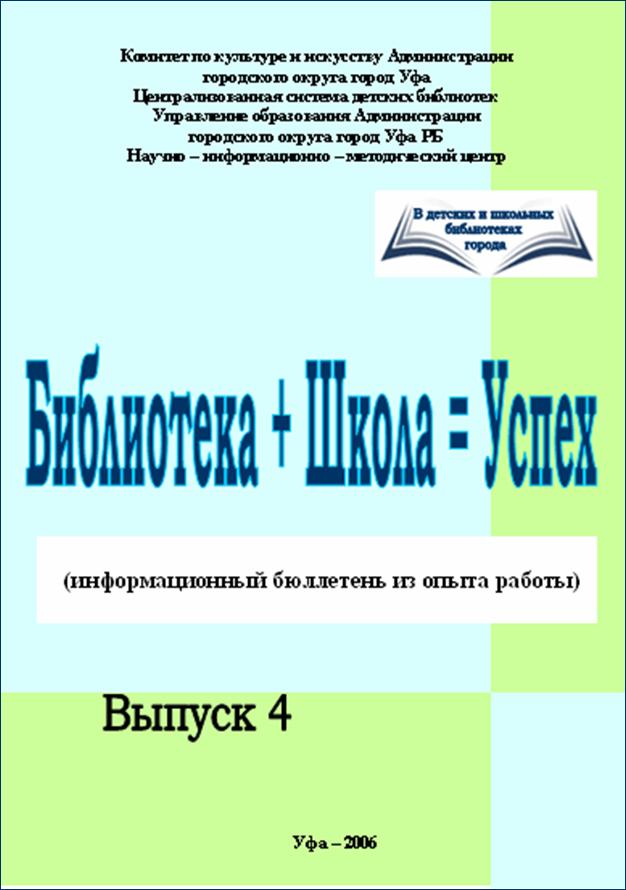 Комитет по культуре и искусству Администрации
городского округа город Уфа
Централизованная система детских библиотек
Управление образования Администрации
городского округа город Уфа РБ
Научно – информационно – методический центр
В детских и школьных
библиотеках
города
Библиотека + Школа = Успех
(информационный бюллетень из опыта работы)
Выпуск 4
Уфа – 2006